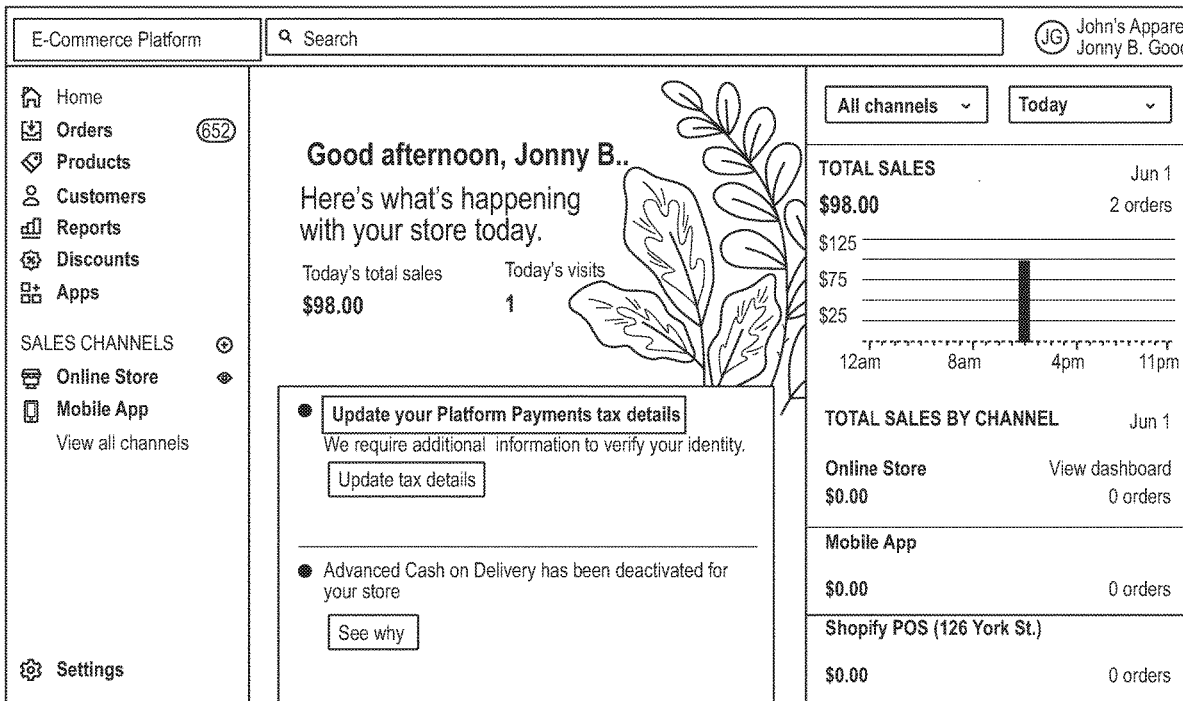 E-Commerce Platform
Search
JG
John's Appare
Jonny B. Good
Home
Orders
652
Products
Customers
Reports
Discounts
Apps
SALES CHANNELS
Online Store
Mobile App
View all channels
Settings
Good afternoon, Jonny B..
Here's what's happening
with your store today.
Today's total sales
Today's visits
$98.00
1
Update your Platform Payments tax details
We require additional information to verify your identity.
Update tax details
Advanced Cash on Delivery has been deactivated for
your store
See why
All channels
Today
TOTAL SALES
Jun 1
$98.00
2 orders
$125
$75
$25
12am 8am 4pm 11pm
TOTAL SALES BY CHANNEL
Jun 1
Online Store
View dashboard
$0.00
0 orders
Mobile App
$0.00
0 orders
Shopify POS (126 York St.)
$0.00
0 orders